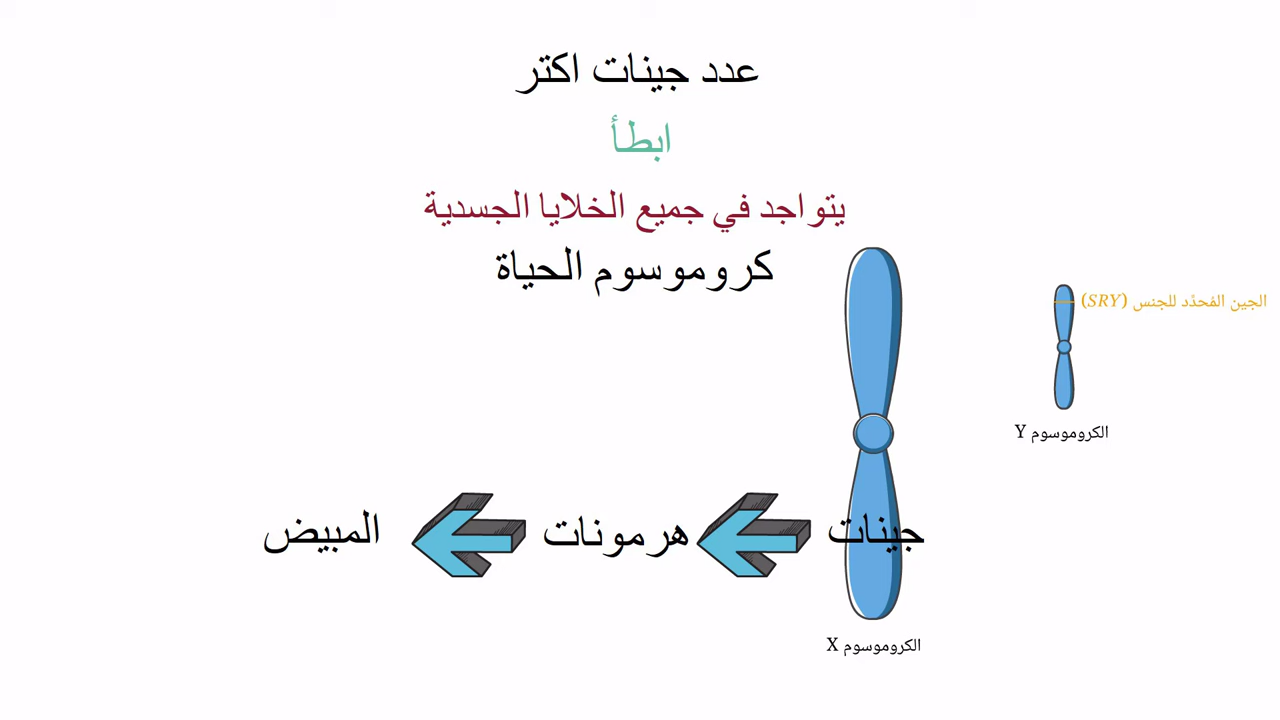 عدد جينات اكتر
ابطأ
يتواجد في جميع الخلايا الجسدية
كروموسوم الحياة
الجين المُحدِّد للجنس (SRY)
الكروموسوم Y
جينات
هرمونات
المبيض
الكروموسوم X